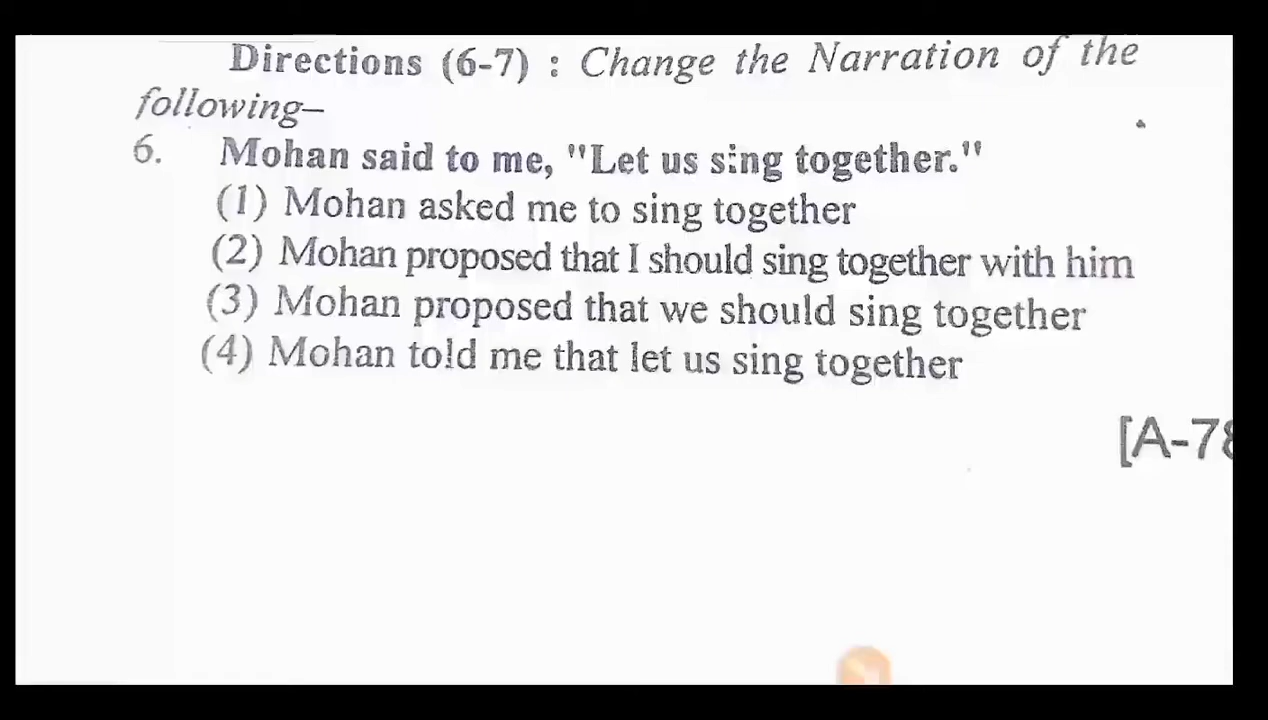 Directions (6-7) : Change the Narration of the
following–
6. Mohan said to me, "Let us sing together."
(1) Mohan asked me to sing together
(2) Mohan proposed that I should sing together with him
(3) Mohan proposed that we should sing together
(4) Mohan told me that let us sing together
[A-78